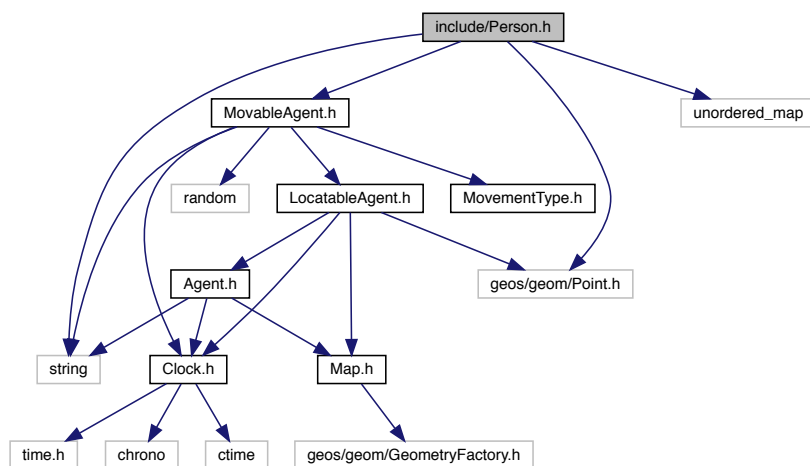 include/Person.h
MovableAgent.h
unordered_map
random
LocatableAgent.h
MovementType.h
Agent.h
geos/geom/Point.h
string
Clock.h
Map.h
time.h
chrono
ctime
geos/geom/GeometryFactory.h